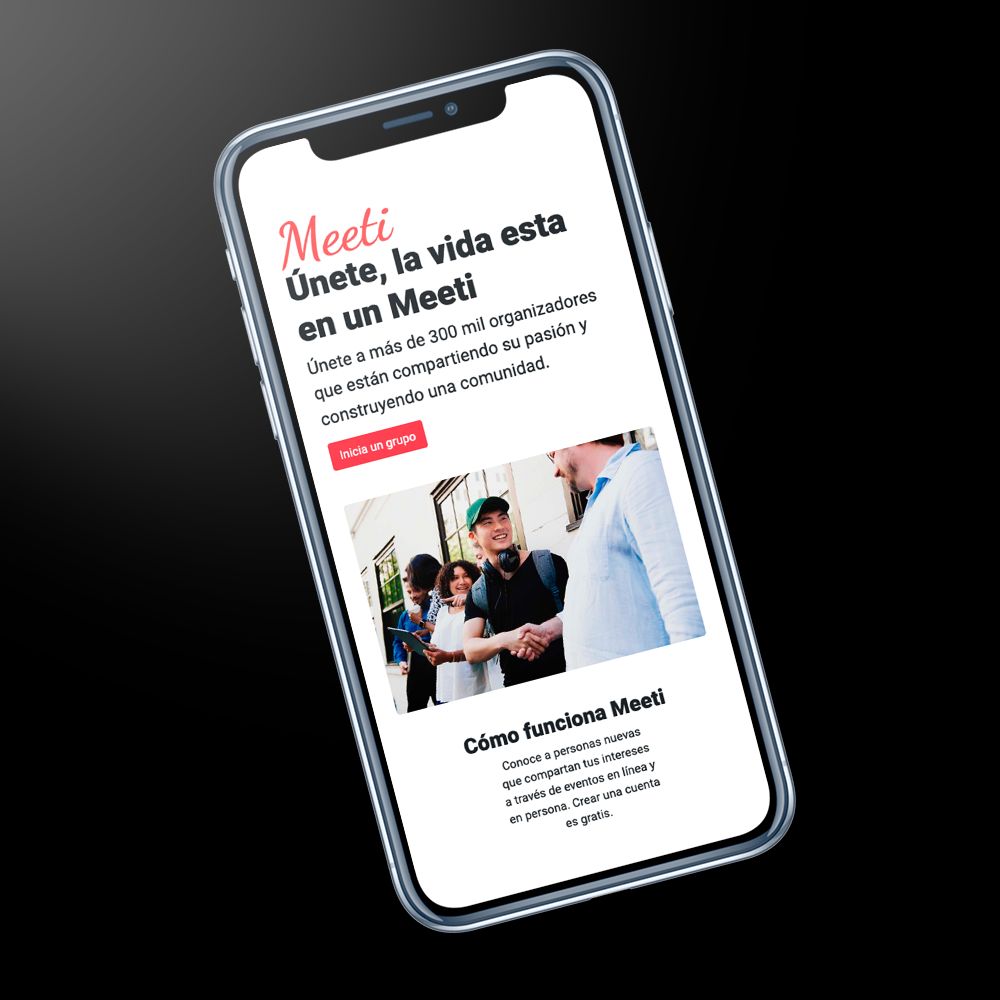 Meeti
Únete, la vida esta
en un Meeti
Únete a más de 300 mil organizadores
que están compartiendo su pasión y
construyendo una comunidad.
Inicia un grupo
Cómo funciona Meeti
Conoce a personas nuevas
que compartan tus intereses
a través de eventos en línea y
en persona. Crear una cuenta
es gratis.